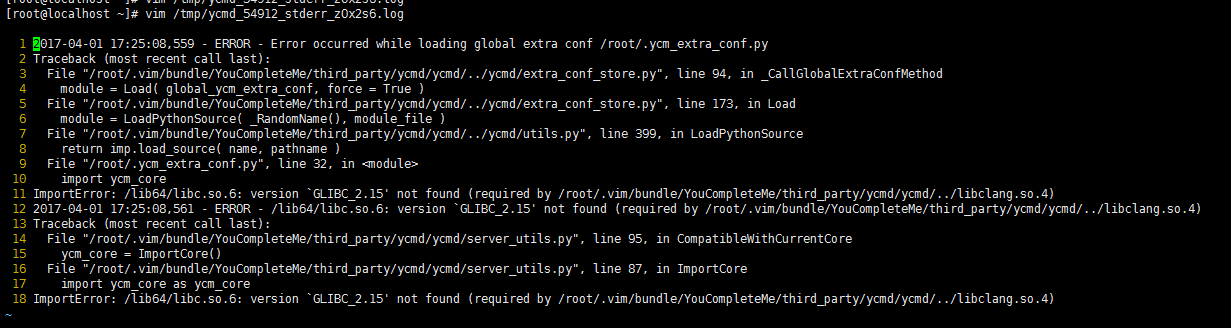 [root@localhost ~]# vim /tmp/ycmd_54912_stderr_z0x2s6.log
[root@localhost ~]# vim /tmp/ycmd_54912_stderr_z0x2s6.log
1 2017-04-01 17:25:08,559 - ERROR - Error occurred while loading global extra conf /root/.ycm_extra_conf.py
2 Traceback (most recent call last):
3   File "/root/.vim/bundle/YouCompleteMe/third_party/ycmd/ycmd/../ycmd/extra_conf_store.py", line 94, in _CallGlobalExtraConfMethod
4     module = Load( global_ycm_extra_conf, force = True )
5   File "/root/.vim/bundle/YouCompleteMe/third_party/ycmd/ycmd/../ycmd/extra_conf_store.py", line 173, in Load
6     module = LoadPythonSource( _RandomName(), module_file )
7   File "/root/.vim/bundle/YouCompleteMe/third_party/ycmd/ycmd/../ycmd/utils.py", line 399, in LoadPythonSource
8     return imp.load_source( name, pathname )
9   File "/root/.ycm_extra_conf.py", line 32, in <module>
10     import ycm_core
11 ImportError: /lib64/libc.so.6: version `GLIBC_2.15' not found (required by /root/.vim/bundle/YouCompleteMe/third_party/ycmd/ycmd/../libclang.so.4)
12 2017-04-01 17:25:08,561 - ERROR - /lib64/libc.so.6: version `GLIBC_2.15' not found (required by /root/.vim/bundle/YouCompleteMe/third_party/ycmd/ycmd/../libclang.so.4)
13 Traceback (most recent call last):
14   File "/root/.vim/bundle/YouCompleteMe/third_party/ycmd/ycmd/server_utils.py", line 95, in CompatibleWithCurrentCore
15     ycm_core = ImportCore()
16   File "/root/.vim/bundle/YouCompleteMe/third_party/ycmd/ycmd/server_utils.py", line 87, in ImportCore
17     import ycm_core as ycm_core
18 ImportError: /lib64/libc.so.6: version `GLIBC_2.15' not found (required by /root/.vim/bundle/YouCompleteMe/third_party/ycmd/ycmd/../libclang.so.4)
~